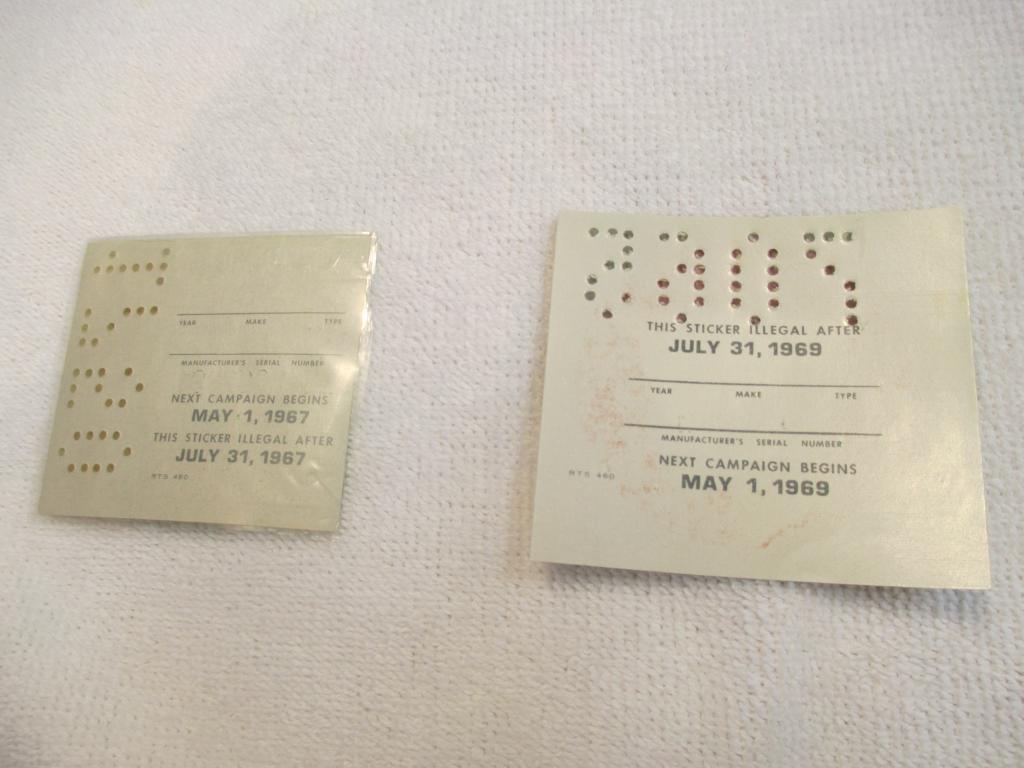 YEAR MAKE TYPE
MANUFACTURER'S SERIAL NUMBER
NEXT CAMPAIGN BEGINS
MAY 1, 1967
THIS STICKER ILLEGAL AFTER
JULY 31, 1967
RTS 460
THIS STICKER ILLEGAL AFTER
JULY 31, 1969
YEAR MAKE TYPE
MANUFACTURER'S SERIAL NUMBER
RTS 460
NEXT CAMPAIGN BEGINS
MAY 1, 1969